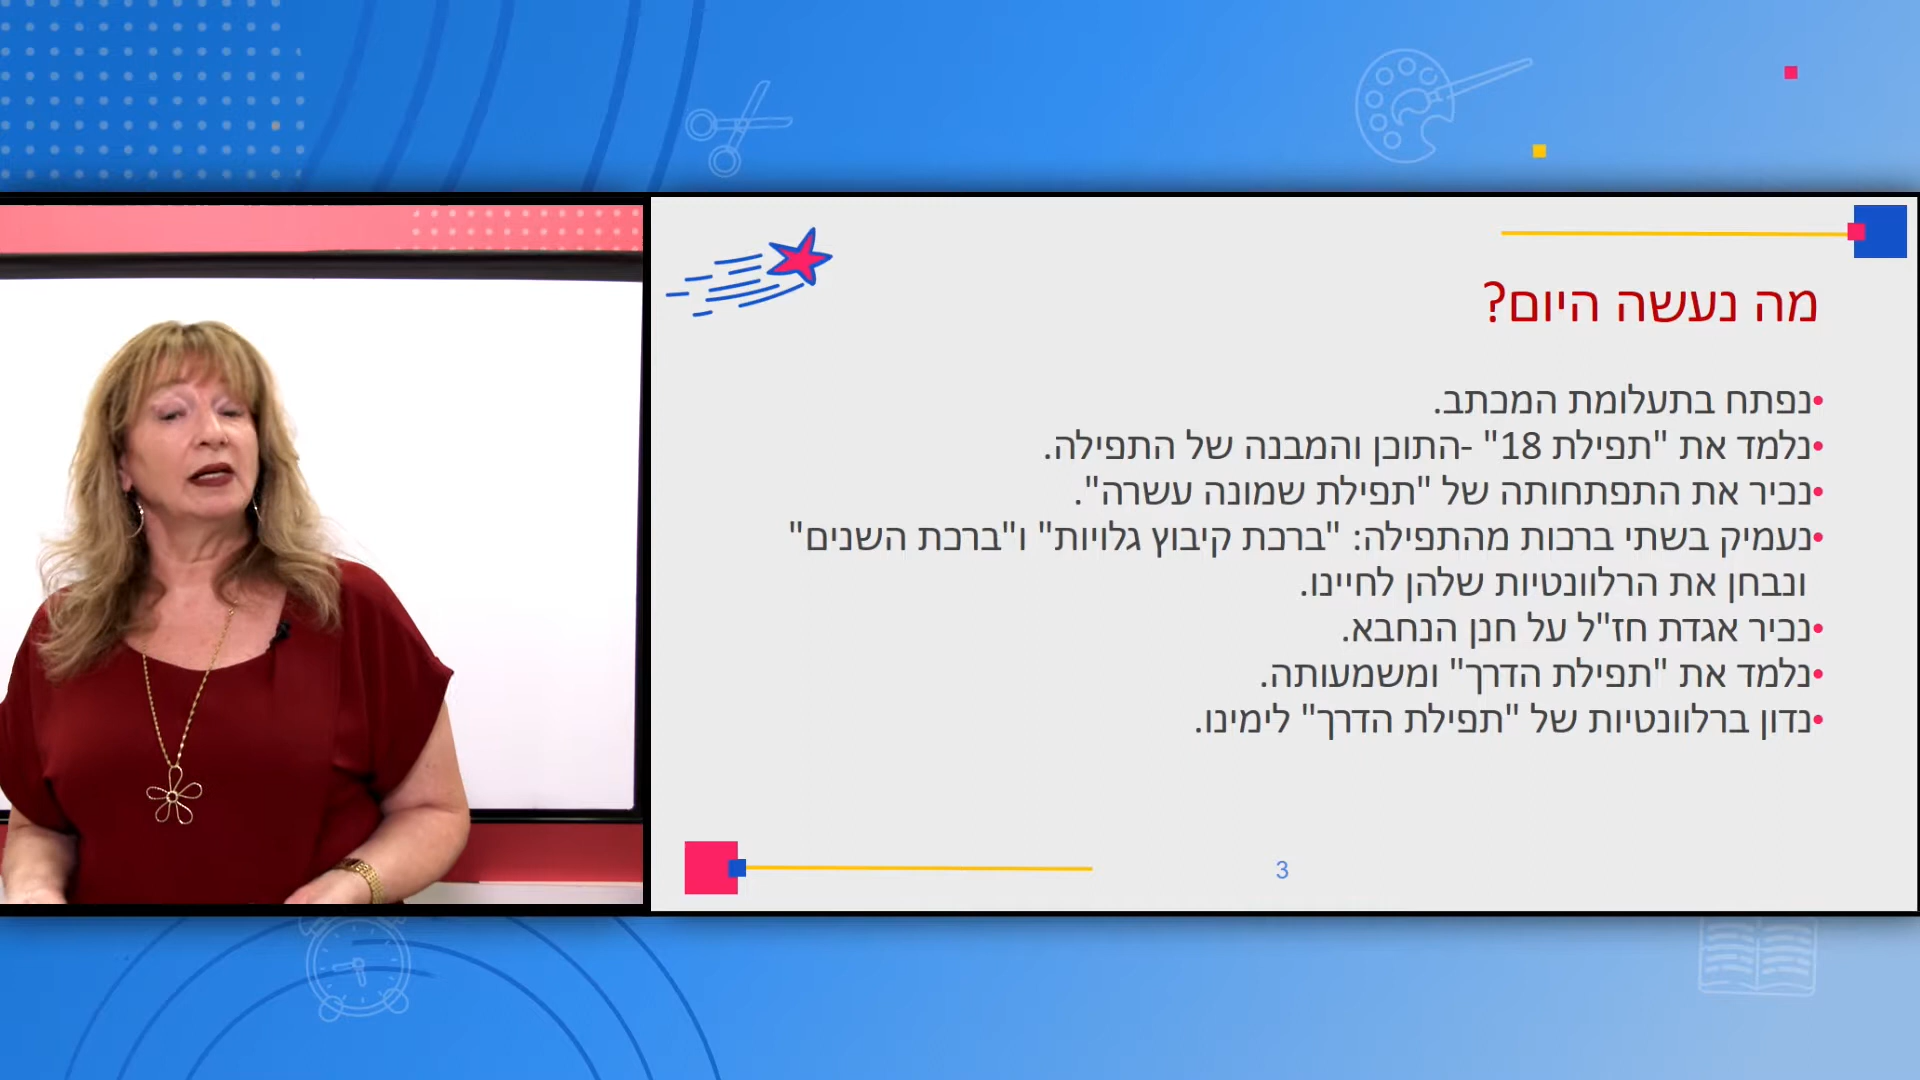 מה נעשה היום?
•נפתח בתעלומת המכתב.
•נלמד את "תפילת 18" -התוכן והמבנה של התפילה.
•נכיר את התפתחותה של "תפילת שמונה עשרה".
•נעמיק בשתי ברכות מהתפילה: "ברכת קיבוץ גלויות" ו"ברכת השנים"
ונבחן את הרלוונטיות שלהן לחיינו.
•נכיר אגדת חז"ל על חנן הנחבא.
•נלמד את "תפילת הדרך" ומשמעותה.
•נדון ברלוונטיות של "תפילת הדרך" לימינו.
3